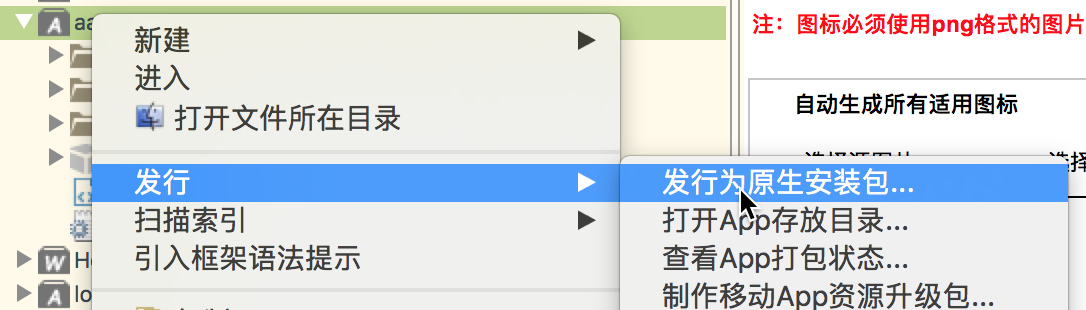 aa
新建
进入
打开文件所在目录
发行
扫描索引
引入框架语法提示
发行为原生安装包...
打开App存放目录...
查看App打包状态...
制作移动App资源升级包...
注：图标必须使用png格式的图片
自动生成所有适用图标
选择
A
W
H
A
lo